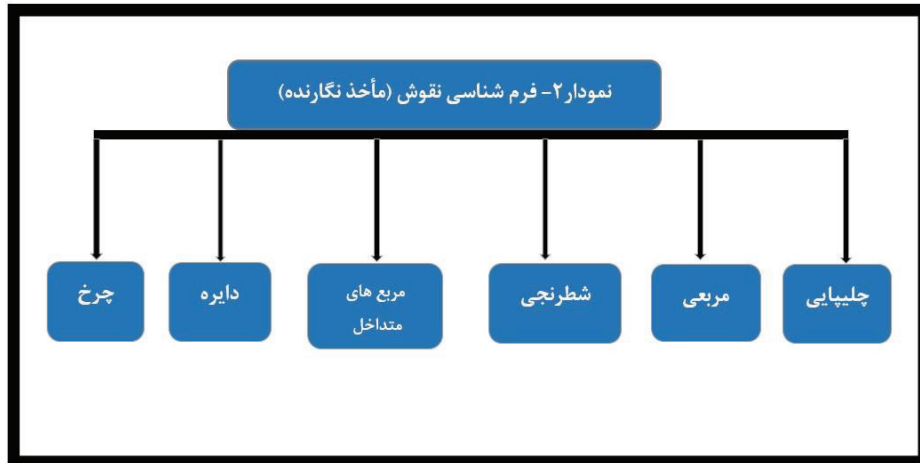 نمودار۲- فرم شناسی نقوش (مأخذ نگارنده)
چلیپایی
مربعی
شطرنجی
مربع های
متداخل
دایره
چرخ